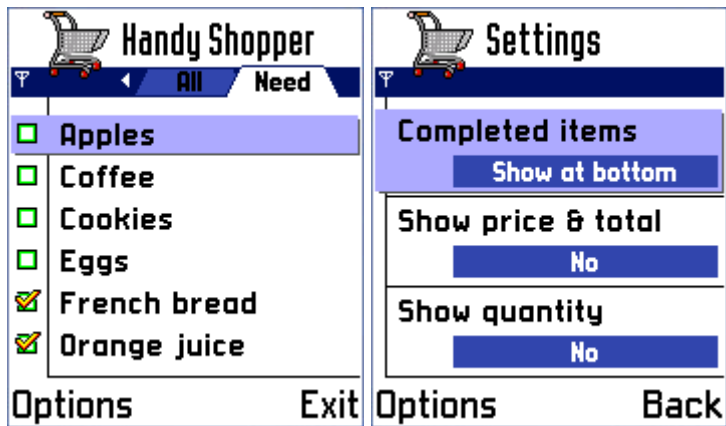 Handy Shopper
All Need
Apples
Coffee
Cookies
Eggs
French bread
Orange juice
Options Exit
Settings
Completed items
Show at bottom
Show price & total
No
Show quantity
No
Options Back